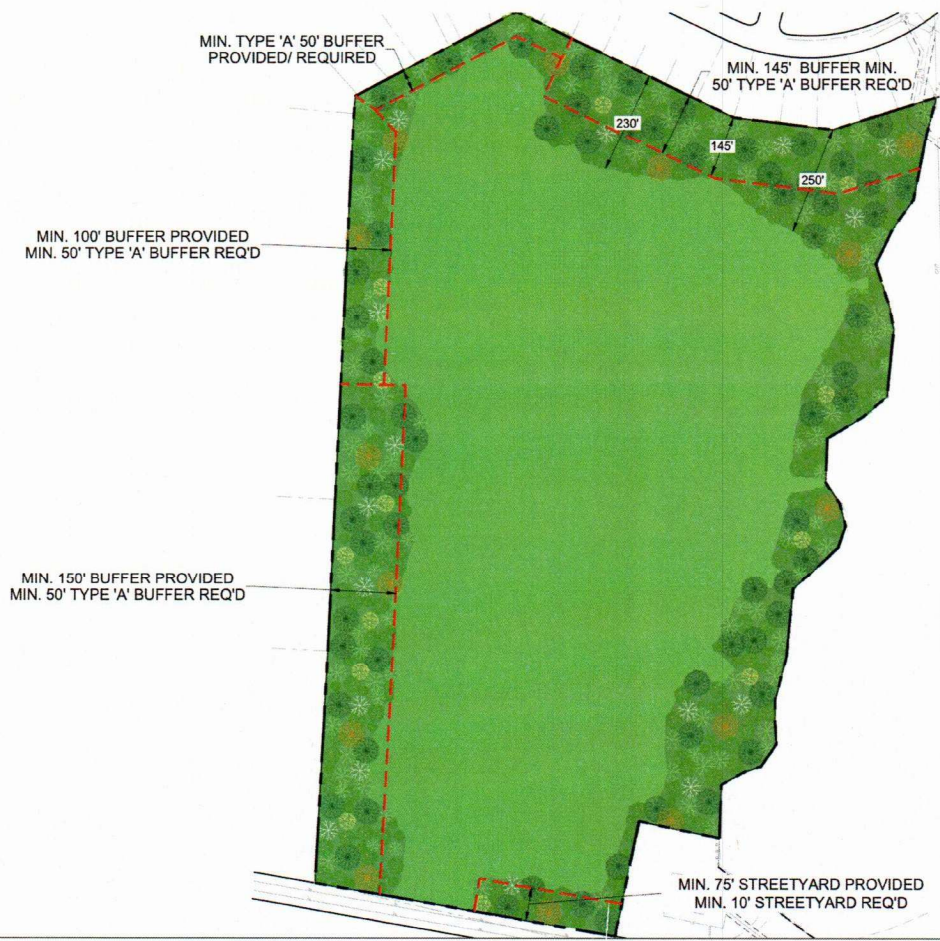 MIN. TYPE 'A' 50' BUFFER
PROVIDED/ REQUIRED
MIN. 145' BUFFER MIN.
50' TYPE 'A' BUFFER REQ'D
230'
145'
250'
MIN. 100' BUFFER PROVIDED
MIN. 50' TYPE 'A' BUFFER REQ'D
MIN. 150' BUFFER PROVIDED
MIN. 50' TYPE 'A' BUFFER REQ'D
MIN. 75' STREETYARD PROVIDED
MIN. 10' STREETYARD REQ'D